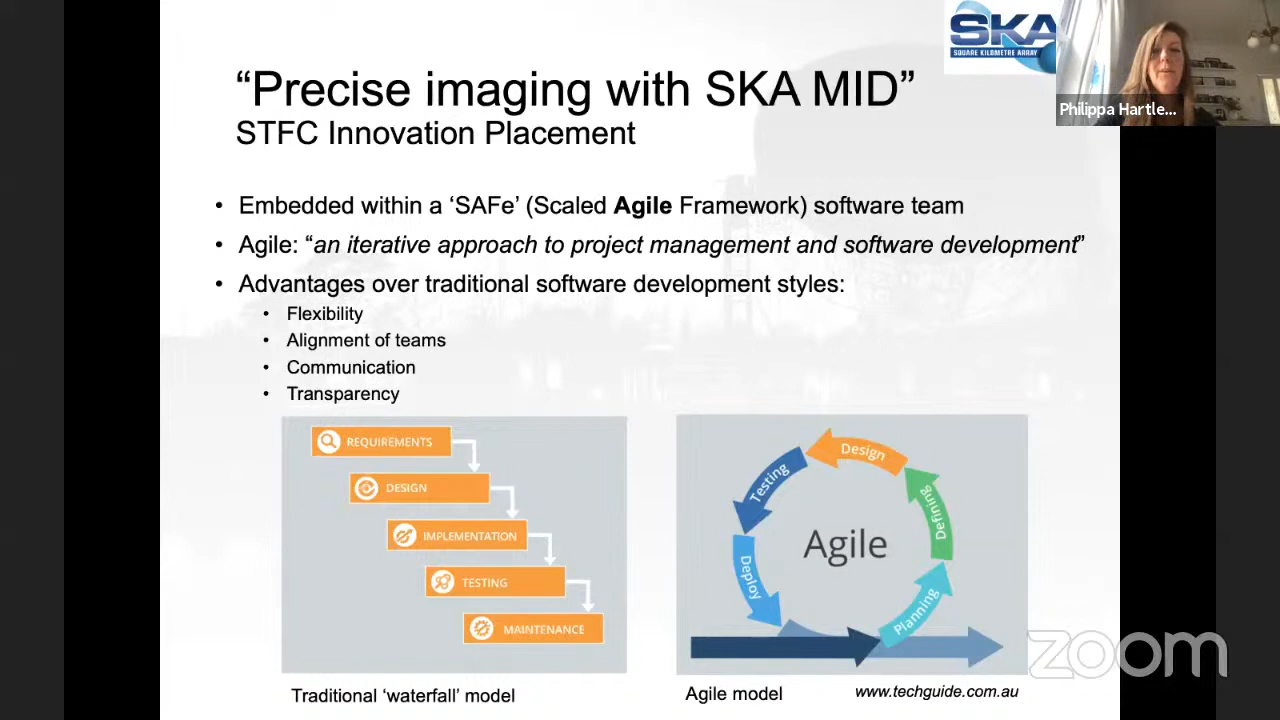 SKA
SQUARE KILOMETRE ARRAY
Philippa Hartle...
“Precise imaging with SKA MID”
STFC Innovation Placement
• Embedded within a ‘SAFe’ (Scaled Agile Framework) software team
• Agile: “an iterative approach to project management and software development”
• Advantages over traditional software development styles:
• Flexibility
• Alignment of teams
• Communication
• Transparency
REQUIREMENTS
DESIGN
IMPLEMENTATION
TESTING
MAINTENANCE
Traditional ‘waterfall’ model
Agile
Planning
Defining
Design
Testing
Deploy
Agile model
www.techguide.com.au
zoom